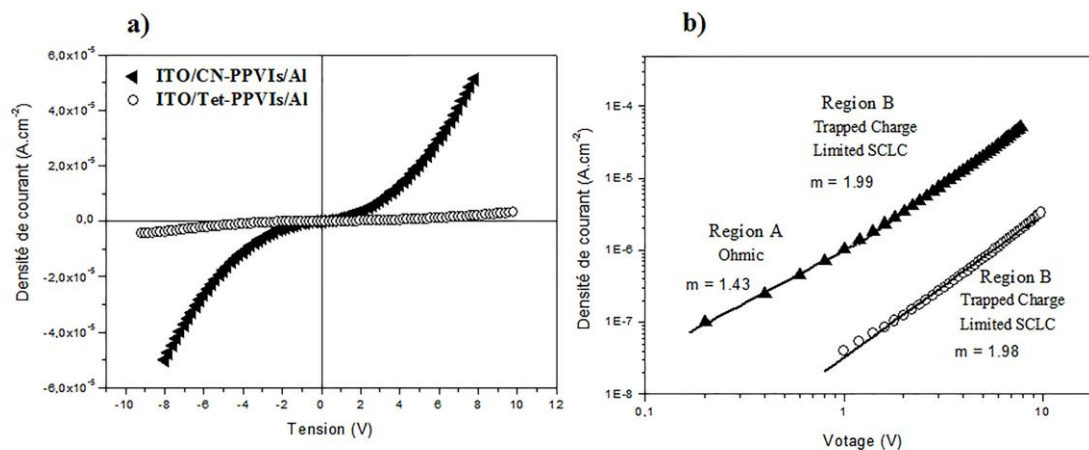 a)
ITO/CN-PPVIs/Al
ITO/Tet-PPVIs/Al
Densité de courant (A.cm⁻²)
6,0x10⁻⁵
4,0x10⁻⁵
2,0x10⁻⁵
0,0
-2,0x10⁻⁵
-4,0x10⁻⁵
-6,0x10⁻⁵
-10 -8 -6 -4 -2 0 2 4 6 8 10 12
Tension (V)
b)
Densité de courant (A.cm⁻²)
1E-4
1E-5
1E-6
1E-7
1E-8
Region B
Trapped Charge
Limited SCLC
m = 1.99
Region A
Ohmic
m = 1.43
Region B
Trapped Charge
Limited SCLC
m = 1.98
0,1 1 10
Votage (V)